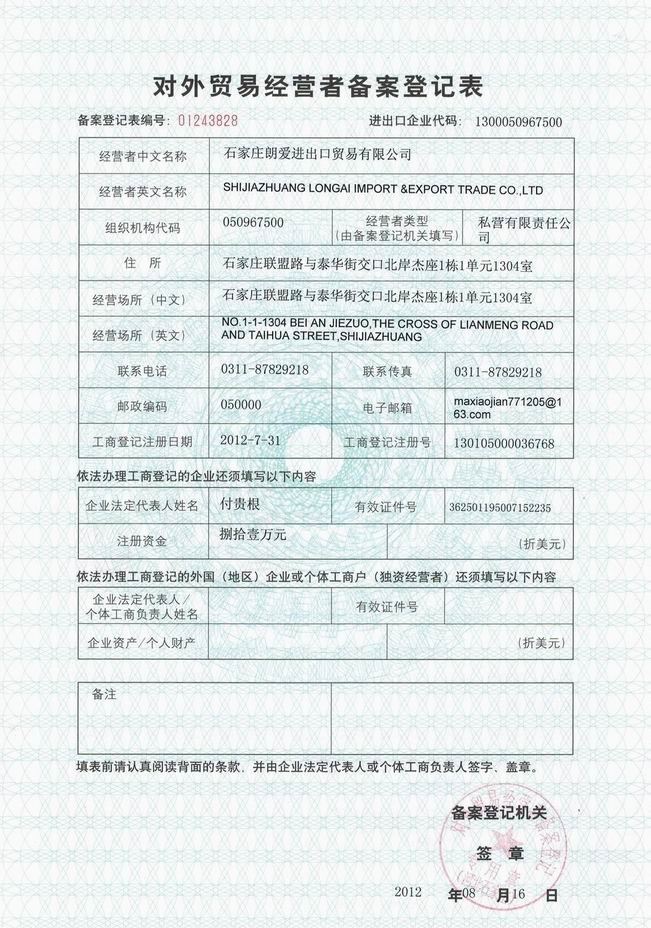 对外贸易经营者备案登记表
备案登记表编号: 01243828 进出口企业代码: 1300050967500
经营者中文名称 石家庄朗爱进出口贸易有限公司
经营者英文名称 SHIJIAZHUANG LONGAI IMPORT &EXPORT TRADE CO.,LTD
组织机构代码 050967500 经营者类型 (由备案登记机关填写) 私营有限责任公
司
住 所 石家庄联盟路与泰华街交口北岸杰座1栋1单元1304室
经营场所（中文） 石家庄联盟路与泰华街交口北岸杰座1栋1单元1304室
经营场所（英文） NO.1-1-1304 BEI AN JIEZUO,THE CROSS OF LIANMENG ROAD
AND TAIHUA STREET,SHIJIAZHUANG
联系电话 0311-87829218 联系传真 0311-87829218
邮政编码 050000 电子邮箱 maxiaojian771205@1
63.com
工商登记注册日期 2012-7-31 工商登记注册号 130105000036768
依法办理工商登记的企业还须填写以下内容
企业法定代表人姓名 付贵根 有效证件号 362501195007152235
注册资金 捌拾壹万元 (折美元)
依法办理工商登记的外国（地区）企业或个体工商户（独资经营者）还须填写以下内容
企业法定代表人/
个体工商负责人姓名 有效证件号
企业资产/个人财产 (折美元)
备注
填表前请认真阅读背面的条款，并由企业法定代表人或个体工商负责人签字、盖章。
备案登记机关
签 章
2012 年08 月16 日